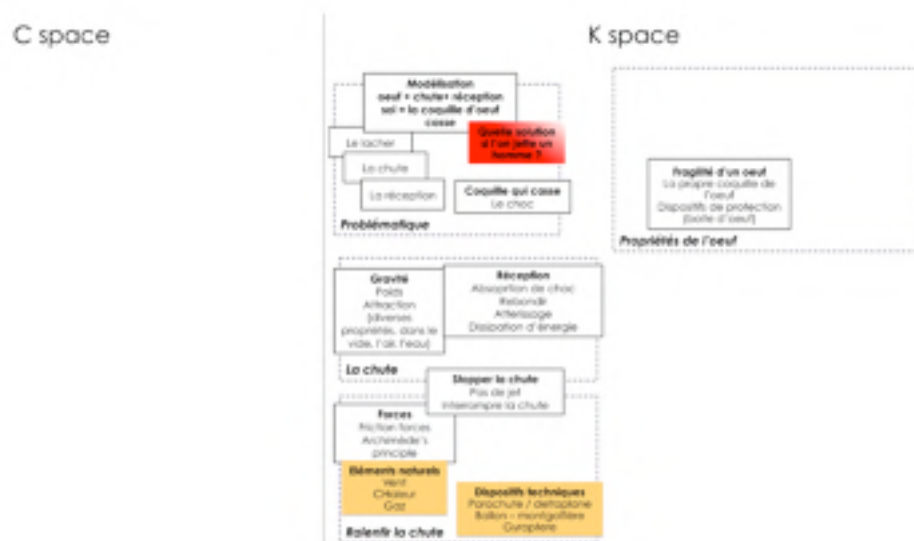 C space
K space
Modélisation
oeuf + chute+ réception
sol = la coquille d'oeuf
casse
Quelle solution
si l'on jette un
homme ?
Le lacher
La chute
La réception
Coquille qui casse
Le choc
Problématique
Fragilité d'un oeuf
La propre coquille de
l'oeuf
Dispositifs de protection
(boite d'oeuf)
Propriétés de l'oeuf
Gravité
Poids
Attraction
(diverses
propriétés, dans le
vide, l'air, l'eau)
Réception
Absorption de choc
Rebondir
Atterissage
Dissipation d'énergie
La chute
Stopper la chute
Pas de jet
Interrompre la chute
Forces
Friction forces
Archimède's
principle
Eléments naturels
Vent
CHaleur
Gaz
Dispositifs techniques
Parachute / deltaplane
Ballon – montgolfière
Gyroptère
Ralentir la chute